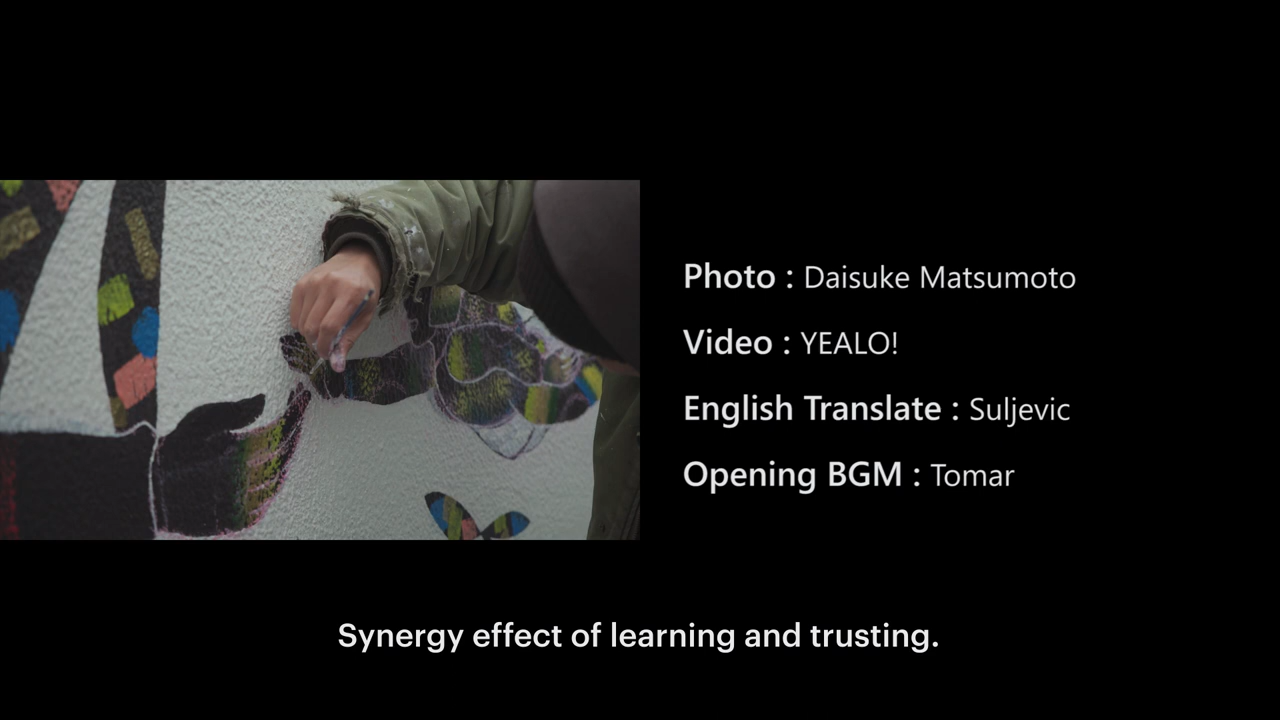 Photo : Daisuke Matsumoto
Video : YEALO!
English Translate : Suljevic
Opening BGM : Tomar
Synergy effect of learning and trusting.